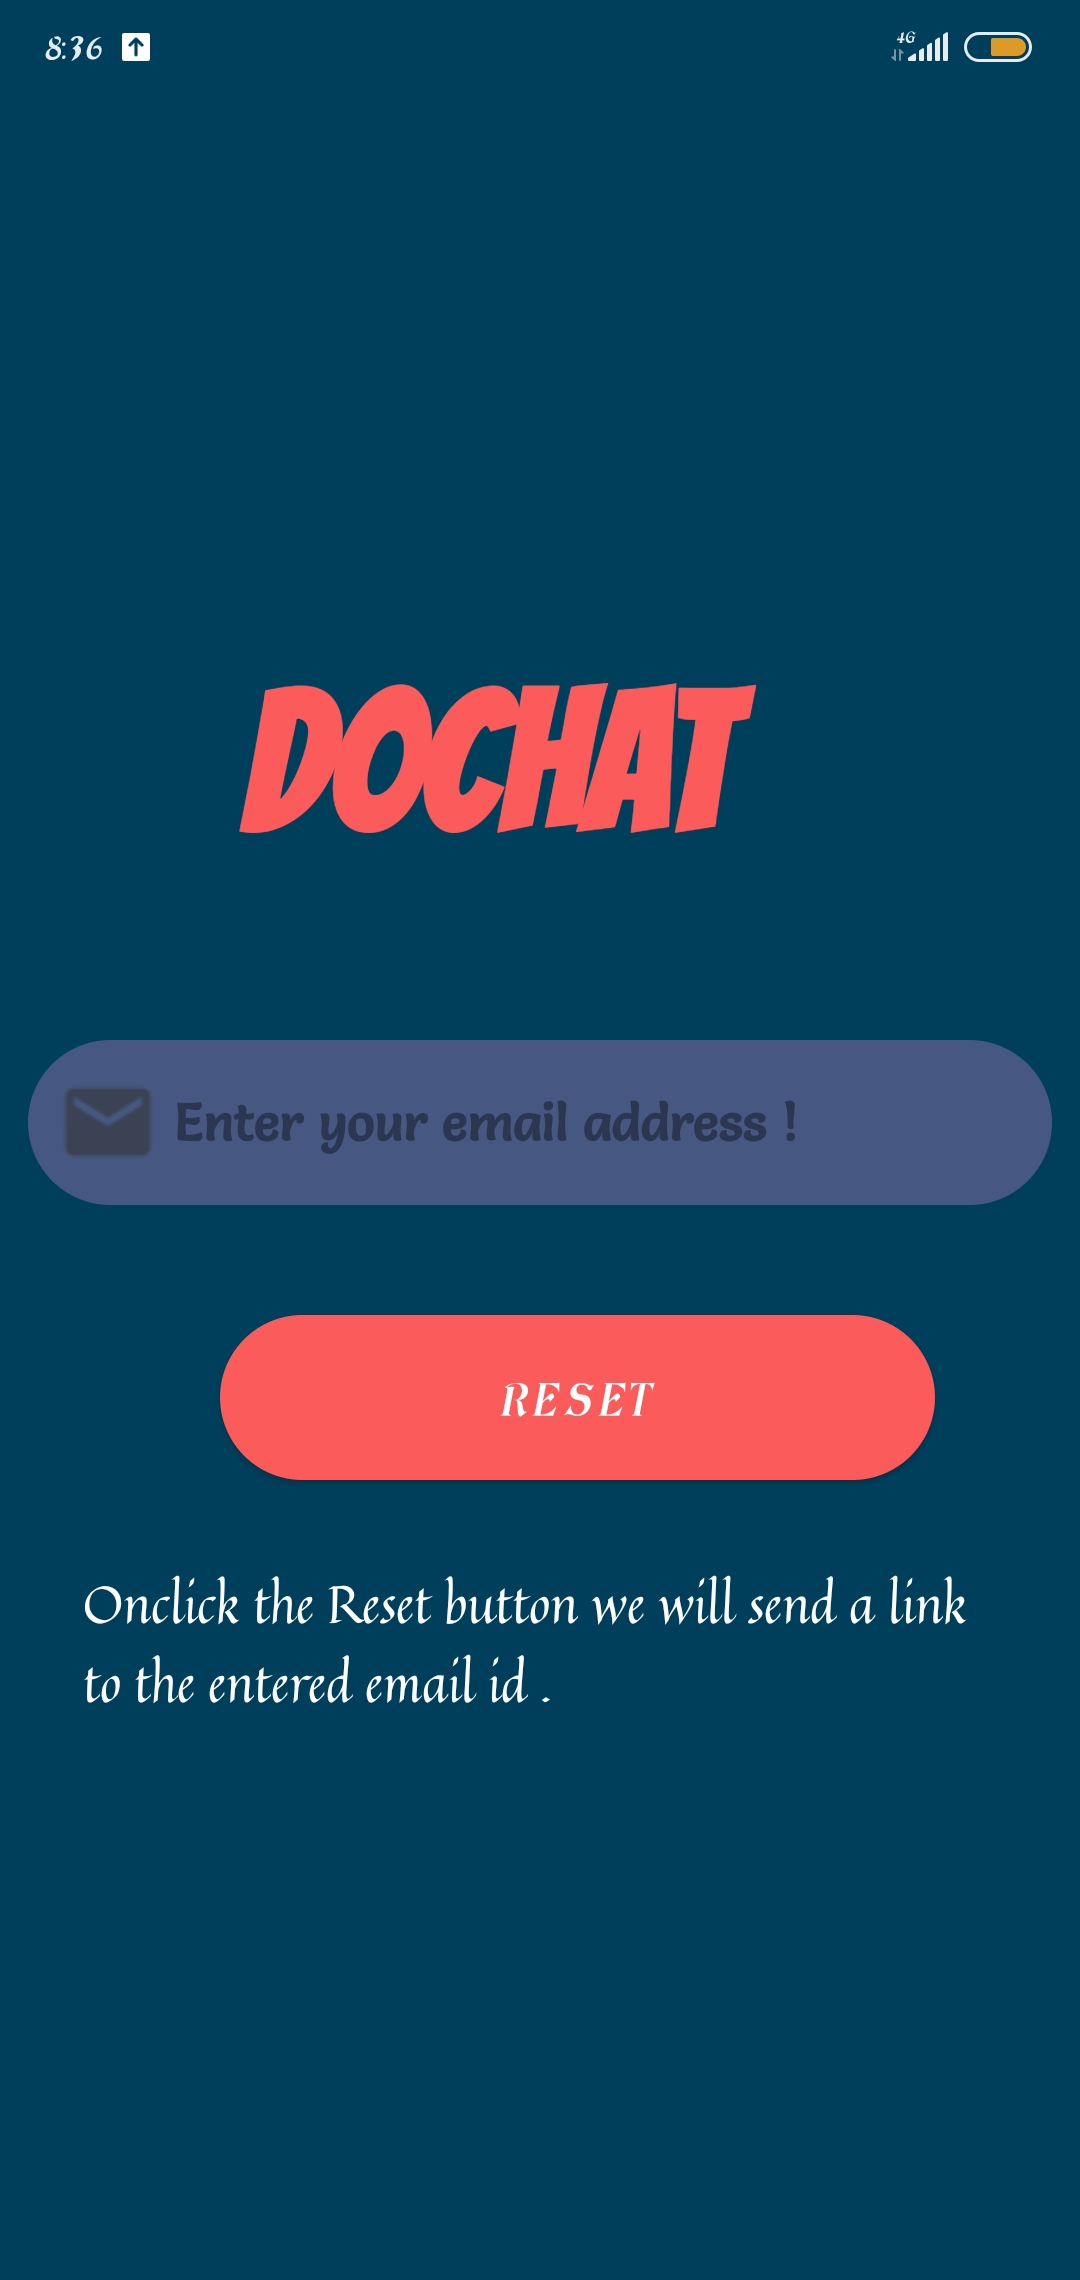 8:36
4G
DOCHAT
Enter your email address !
RESET
Onclick the Reset button we will send a link
to the entered email id .